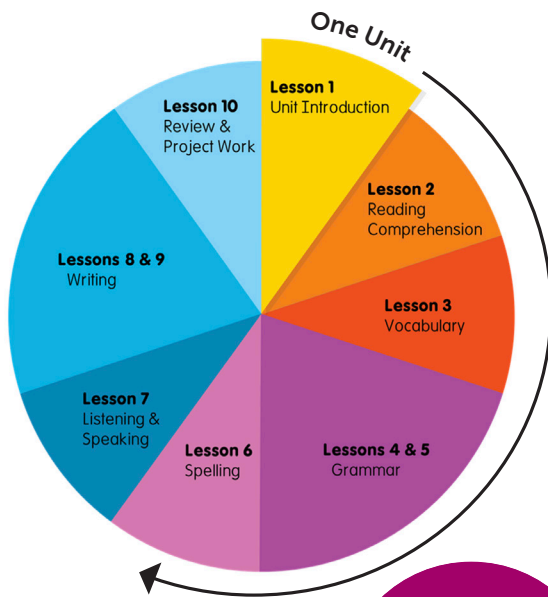 One Unit
Lesson 1
Unit Introduction
Lesson 2
Reading
Comprehension
Lesson 3
Vocabulary
Lessons 4 & 5
Grammar
Lesson 6
Spelling
Lesson 7
Listening &
Speaking
Lessons 8 & 9
Writing
Lesson 10
Review &
Project Work